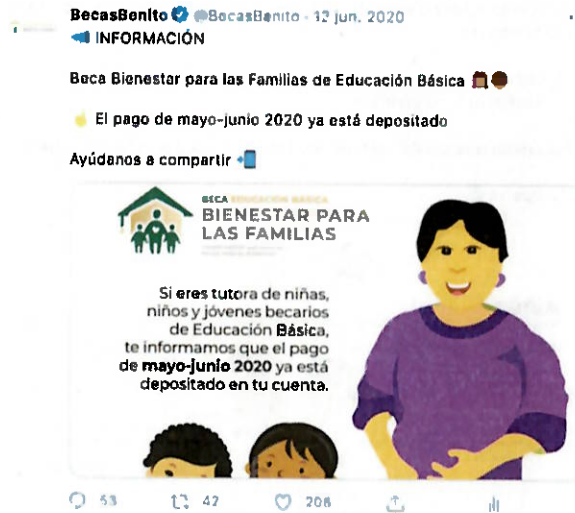 BecasBenito @BecasBenito · 12 jun. 2020
INFORMACIÓN
Beca Bienestar para las Familias de Educación Básica
El pago de mayo-junio 2020 ya está depositado
Ayúdanos a compartir
BECA EDUCACIÓN BÁSICA
BIENESTAR PARA
LAS FAMILIAS
Si eres tutora de niñas,
niños y jóvenes becarios
de Educación Básica,
te informamos que el pago
de mayo-junio 2020 ya está
depositado en tu cuenta.
53 42 206